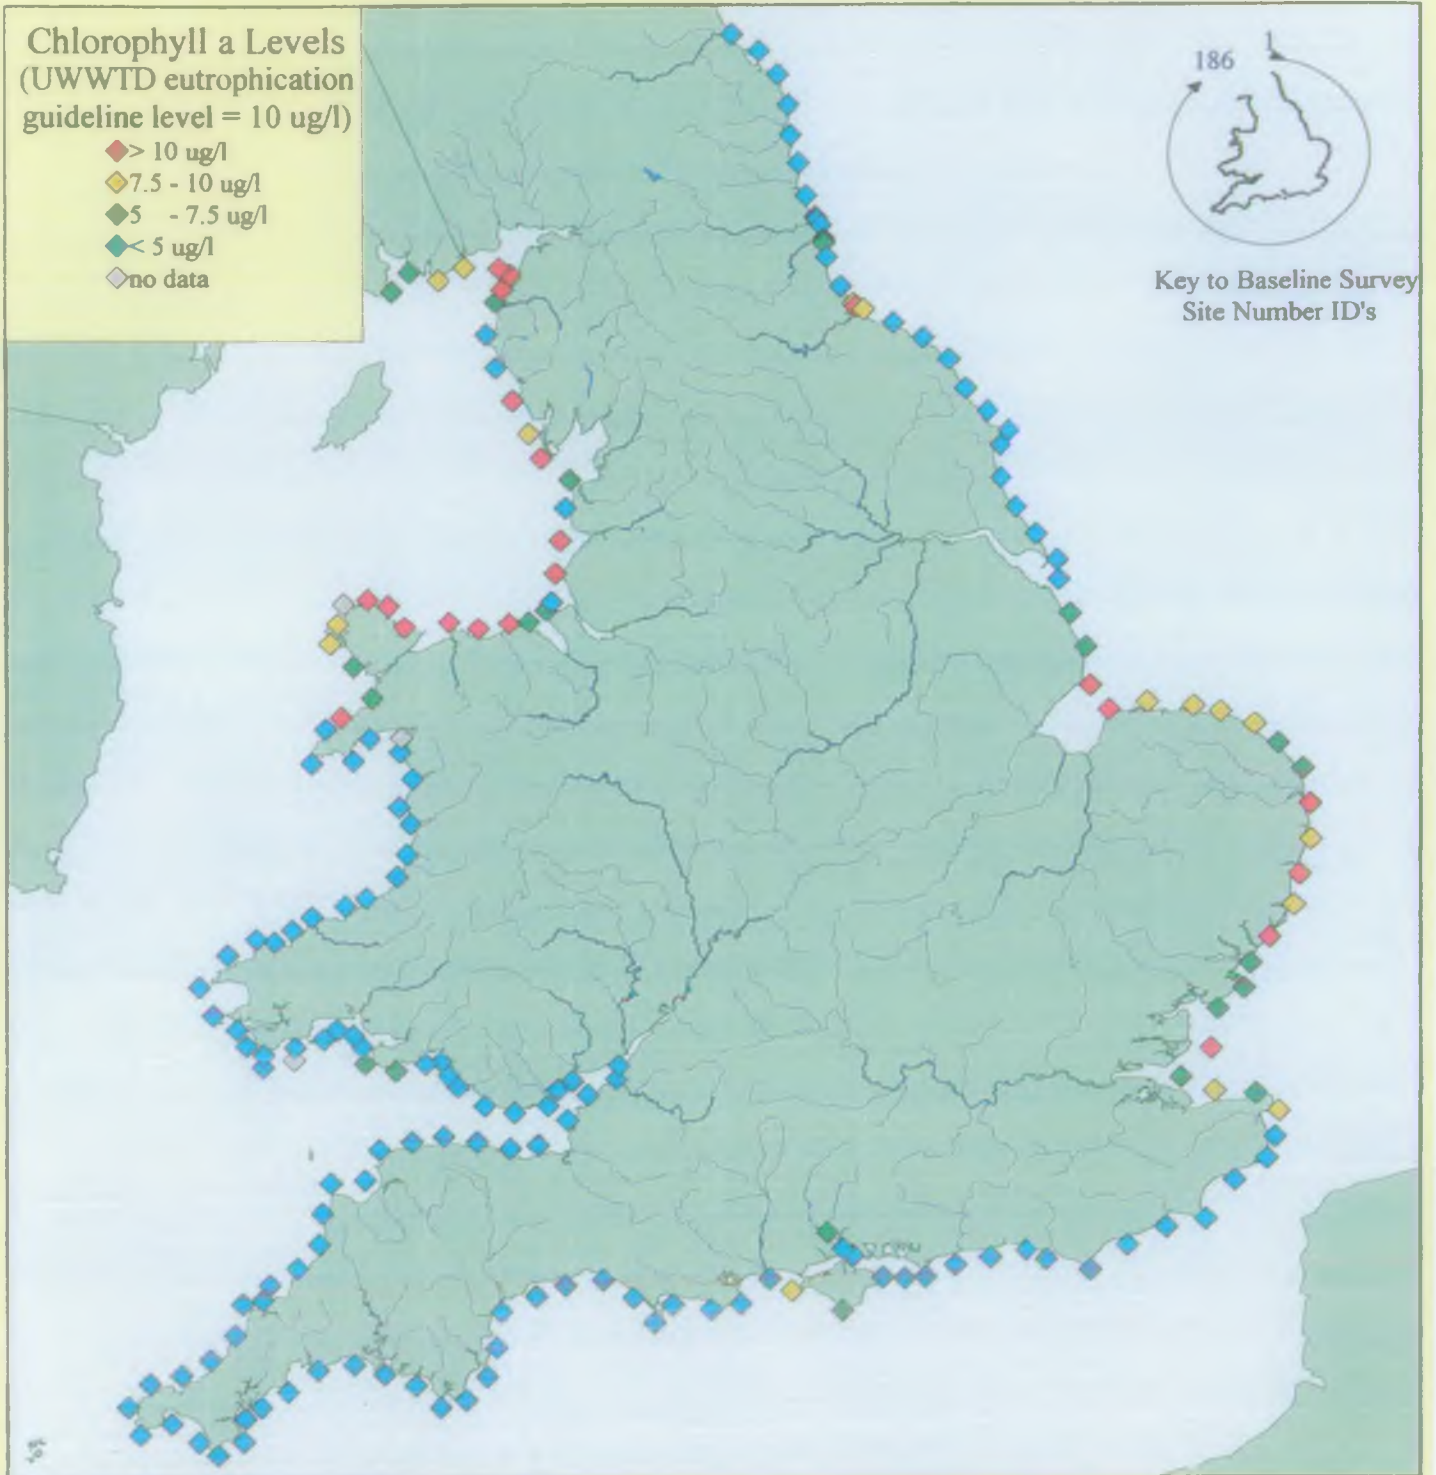 Chlorophyll a Levels
(UWWTD eutrophication
guideline level = 10 ug/l)
> 10 ug/l
7.5 - 10 ug/l
5 - 7.5 ug/l
< 5 ug/l
no data
1
186
Key to Baseline Survey
Site Number ID's